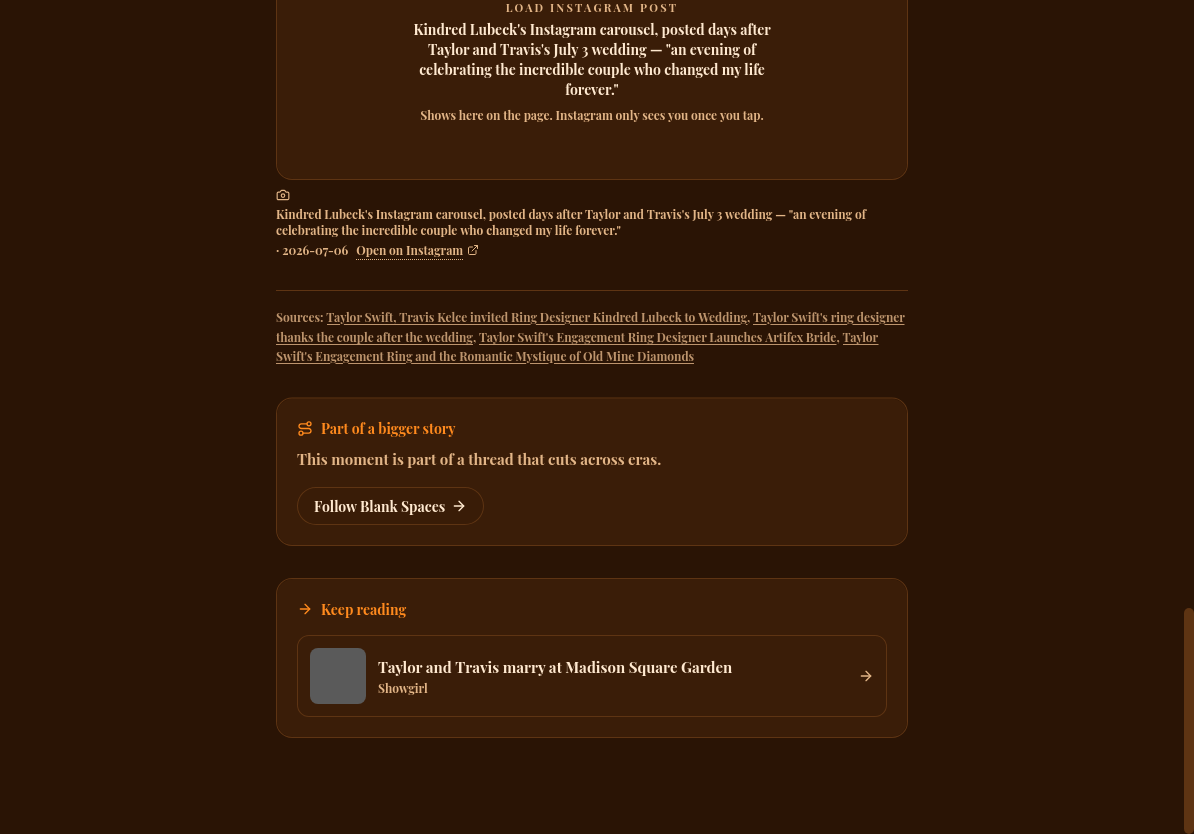 LOAD INSTAGRAM POST
Kindred Lubeck's Instagram carousel, posted days after
Taylor and Travis's July 3 wedding — "an evening of
celebrating the incredible couple who changed my life
forever."
Shows here on the page. Instagram only sees you once you tap.
Kindred Lubeck's Instagram carousel, posted days after Taylor and Travis's July 3 wedding — "an evening of
celebrating the incredible couple who changed my life forever."
· 2026-07-06 Open on Instagram
Sources: Taylor Swift, Travis Kelce invited Ring Designer Kindred Lubeck to Wedding, Taylor Swift's ring designer
thanks the couple after the wedding, Taylor Swift's Engagement Ring Designer Launches Artifex Bride, Taylor
Swift's Engagement Ring and the Romantic Mystique of Old Mine Diamonds
Part of a bigger story
This moment is part of a thread that cuts across eras.
Follow Blank Spaces
Keep reading
Taylor and Travis marry at Madison Square Garden
Showgirl